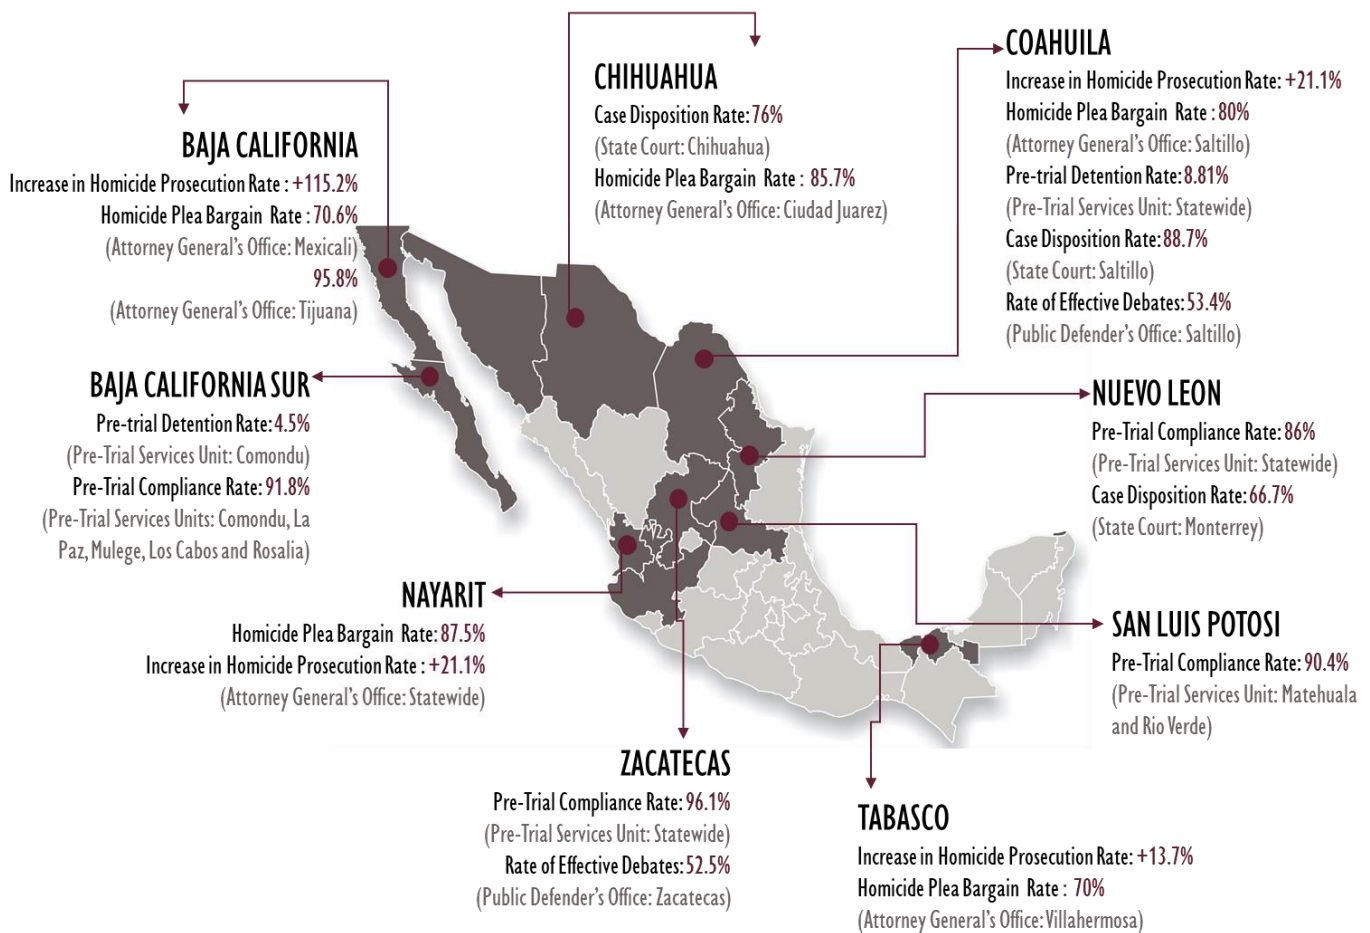 BAJA CALIFORNIA
Increase in Homicide Prosecution Rate : +115.2%
Homicide Plea Bargain Rate : 70.6%
(Attorney General's Office: Mexicali)
95.8%
(Attorney General's Office: Tijuana)
CHIHUAHUA
Case Disposition Rate: 76%
(State Court: Chihuahua)
Homicide Plea Bargain Rate : 85.7%
(Attorney General's Office: Ciudad Juarez)
COAHUILA
Increase in Homicide Prosecution Rate: +21.1%
Homicide Plea Bargain Rate : 80%
(Attorney General's Office: Saltillo)
Pre-trial Detention Rate: 8.81%
(Pre-Trial Services Unit: Statewide)
Case Disposition Rate: 88.7%
(State Court: Saltillo)
Rate of Effective Debates: 53.4%
(Public Defender's Office: Saltillo)
BAJA CALIFORNIA SUR
Pre-trial Detention Rate: 4.5%
(Pre-Trial Services Unit: Comondu)
Pre-Trial Compliance Rate: 91.8%
(Pre-Trial Services Units: Comondu, La
Paz, Mulege, Los Cabos and Rosalia)
NUEVO LEON
Pre-Trial Compliance Rate: 86%
(Pre-Trial Services Unit: Statewide)
Case Disposition Rate: 66.7%
(State Court: Monterrey)
NAYARIT
Homicide Plea Bargain Rate: 87.5%
Increase in Homicide Prosecution Rate : +21.1%
(Attorney General's Office: Statewide)
SAN LUIS POTOSI
Pre-Trial Compliance Rate: 90.4%
(Pre-Trial Services Unit: Matehuala
and Rio Verde)
ZACATECAS
Pre-Trial Compliance Rate: 96.1%
(Pre-Trial Services Unit: Statewide)
Rate of Effective Debates: 52.5%
(Public Defender's Office: Zacatecas)
TABASCO
Increase in Homicide Prosecution Rate: +13.7%
Homicide Plea Bargain Rate : 70%
(Attorney General's Office: Villahermosa)